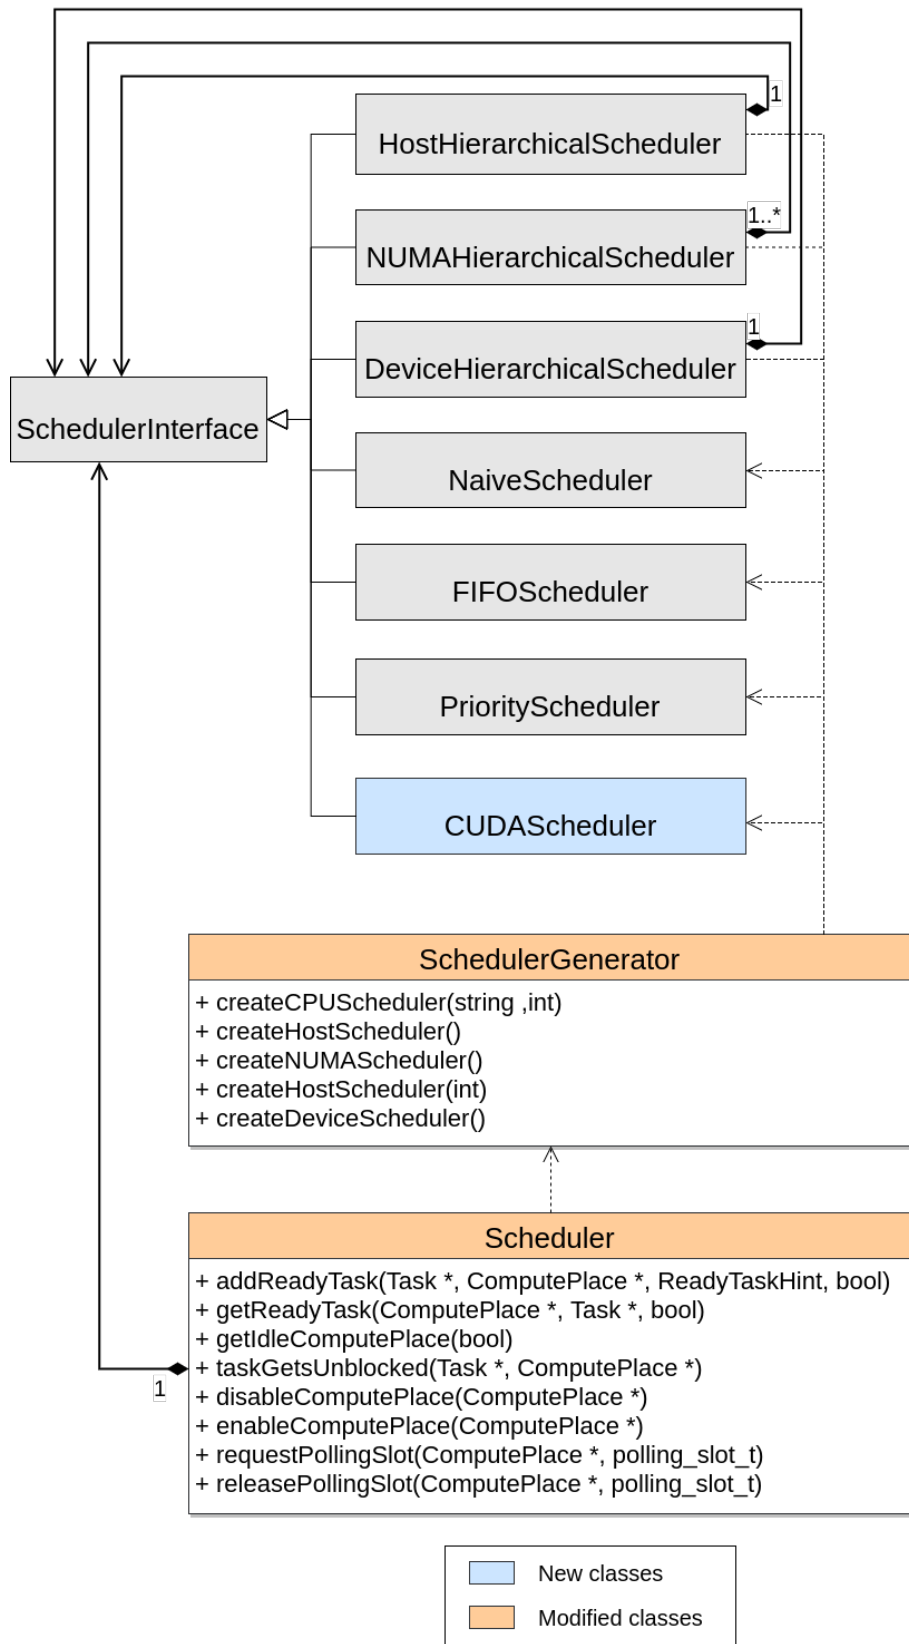 1
HostHierarchicalScheduler
1..*
NUMAHierarchicalScheduler
1
DeviceHierarchicalScheduler
SchedulerInterface
NaiveScheduler
FIFOScheduler
PriorityScheduler
CUDAScheduler
SchedulerGenerator
+ createCPUScheduler(string ,int)
+ createHostScheduler()
+ createNUMAScheduler()
+ createHostScheduler(int)
+ createDeviceScheduler()
Scheduler
+ addReadyTask(Task *, ComputePlace *, ReadyTaskHint, bool)
+ getReadyTask(ComputePlace *, Task *, bool)
+ getIdleComputePlace(bool)
+ taskGetsUnblocked(Task *, ComputePlace *)
1
+ disableComputePlace(ComputePlace *)
+ enableComputePlace(ComputePlace *)
+ requestPollingSlot(ComputePlace *, polling_slot_t)
+ releasePollingSlot(ComputePlace *, polling_slot_t)
New classes
Modified classes